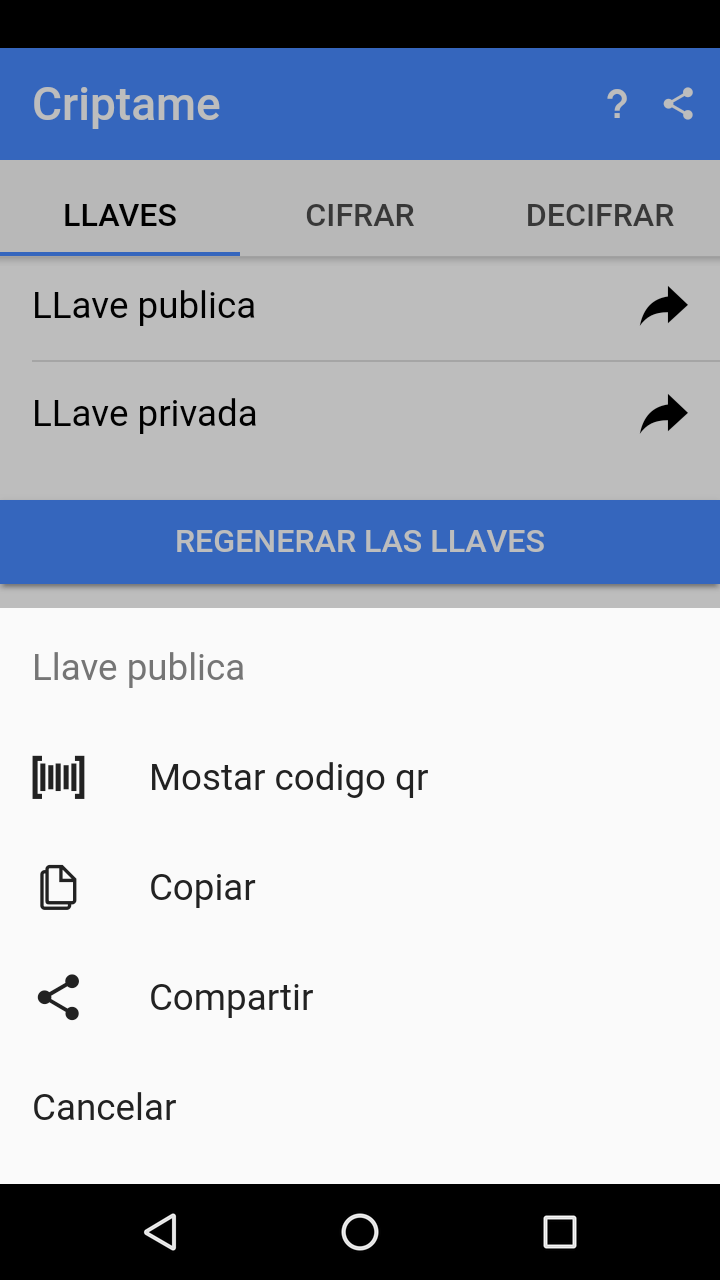 Criptame ?
LLAVES CIFRAR DECIFRAR
LLave publica
LLave privada
REGENERAR LAS LLAVES
Llave publica
Mostar codigo qr
Copiar
Compartir
Cancelar